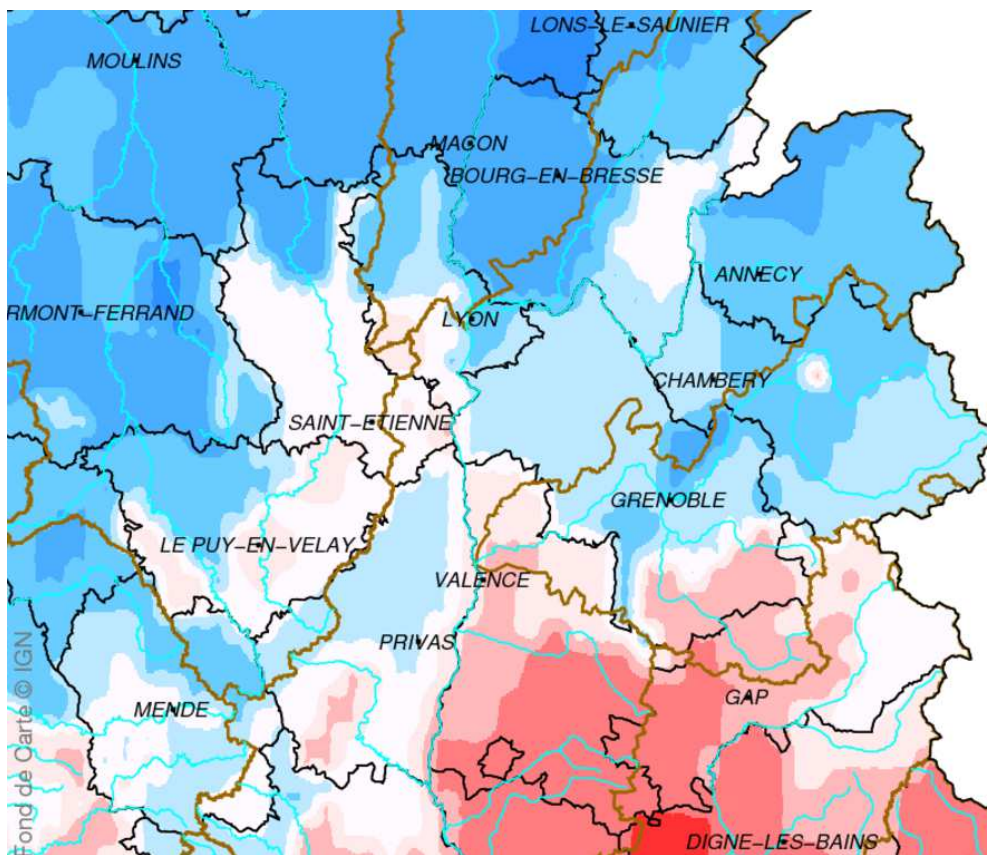 LONS-LE-SAUNIER
MOULINS
MACON
BOURG-EN-BRESSE
ANNECY
RMONT-FERRAND
LYON
CHAMBERY
SAINT-ETIENNE
GRENOBLE
LE PUY-EN-VELAY
VALENCE
PRIVAS
GAP
MENDE
DIGNE-LES-BAINS
Fond de Carte © IGN